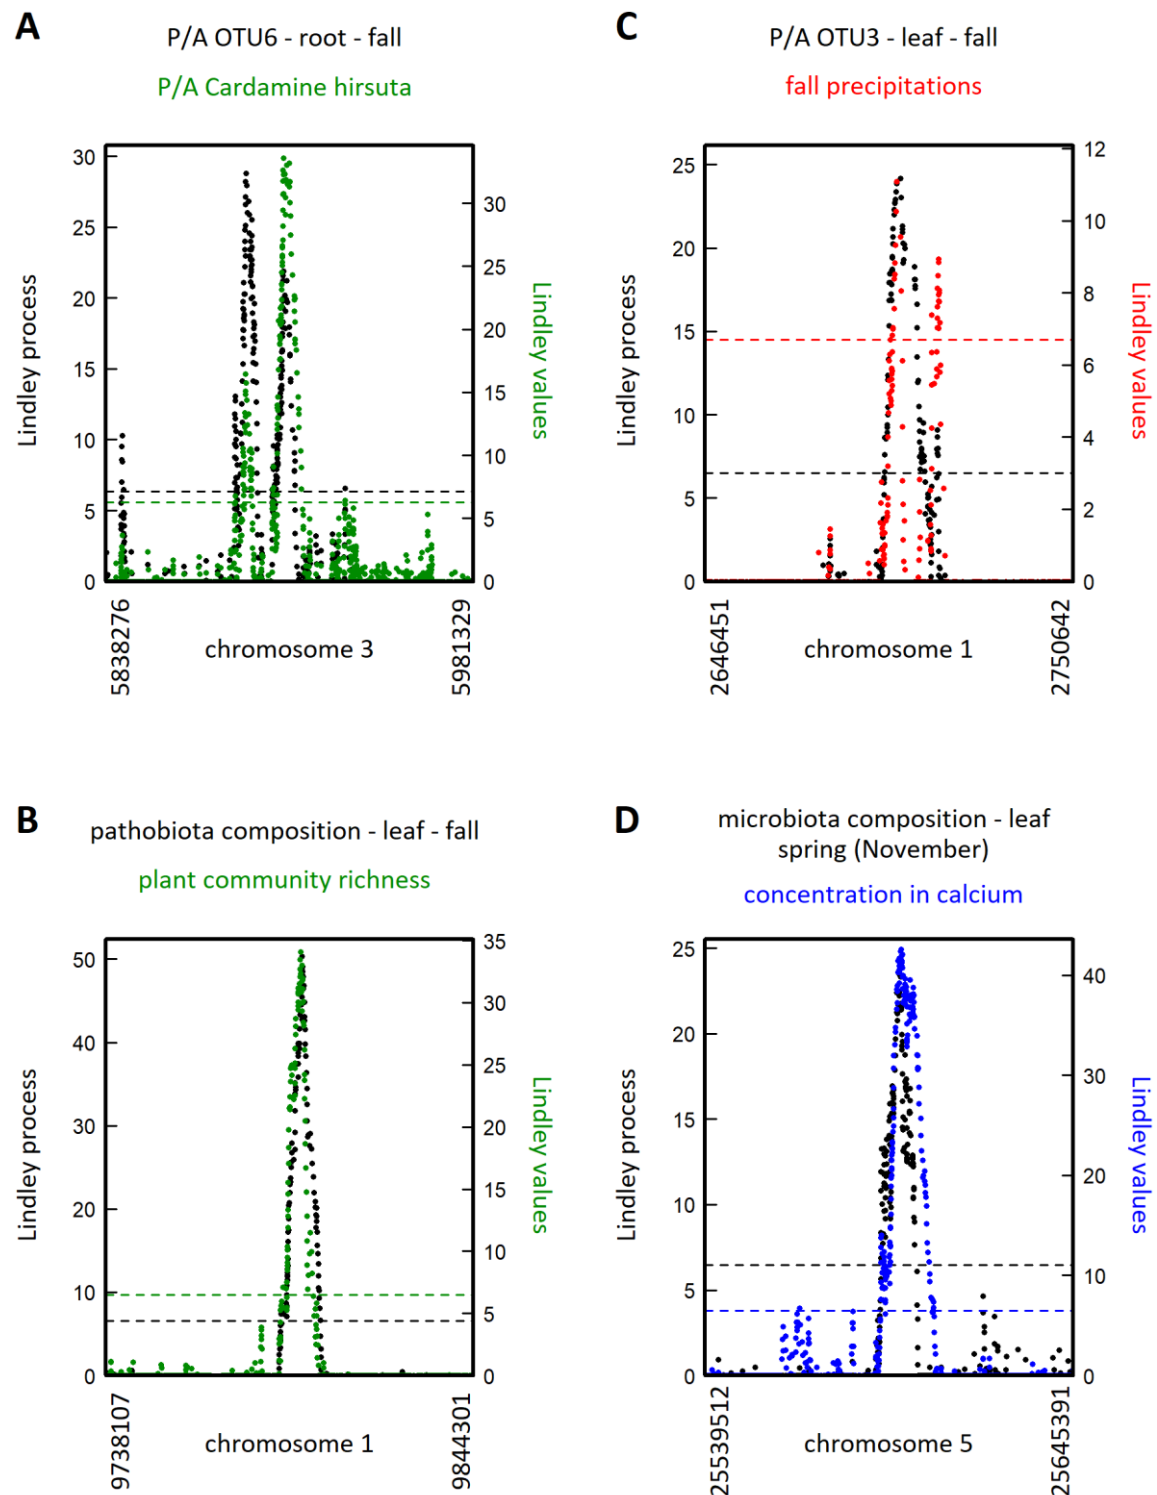 A
P/A OTU6 - root - fall
P/A Cardamine hirsuta
30
25
20
15
10
5
0
Lindley process
30
25
20
15
10
5
0
Lindley values
5838276
chromosome 3
5981329
C
P/A OTU3 - leaf - fall
fall precipitations
25
20
15
10
5
0
Lindley process
12
10
8
6
4
2
0
Lindley values
2646451
chromosome 1
2750642
B
pathobiota composition - leaf - fall
plant community richness
50
40
30
20
10
0
Lindley process
35
30
25
20
15
10
5
0
Lindley values
9738107
chromosome 1
9844301
D
microbiota composition - leaf
spring (November)
concentration in calcium
25
20
15
10
5
0
Lindley process
40
30
20
10
0
Lindley values
25539512
chromosome 5
25645391